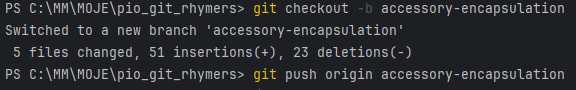 PS C:\MM\MOJE\pio_git_rhymers> git checkout -b accessory-encapsulation
Switched to a new branch 'accessory-encapsulation'
 5 files changed, 51 insertions(+), 23 deletions(-)
PS C:\MM\MOJE\pio_git_rhymers> git push origin accessory-encapsulation